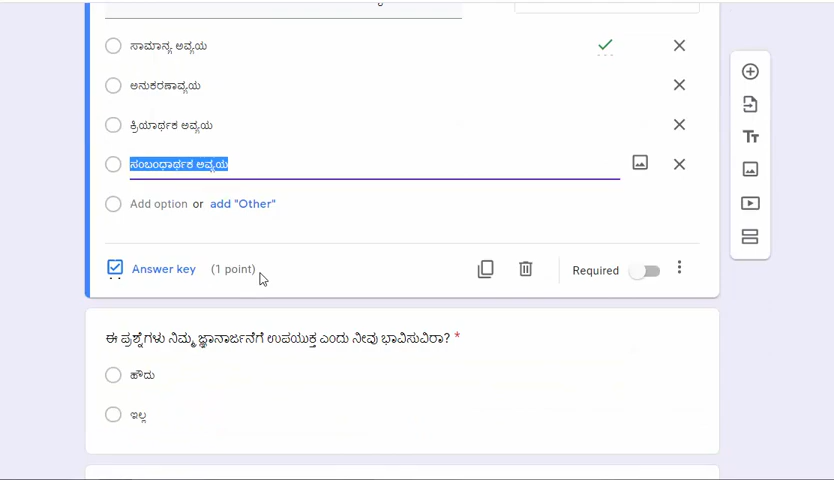 ಸಾಮಾನ್ಯ ಅವ್ಯಯ
ಅನುಕರಣಾವ್ಯಯ
ಕ್ರಿಯಾರ್ಥಕ ಅವ್ಯಯ
ಸಂಬಂಧಾರ್ಥಕ ಅವ್ಯಯ
Add option or add "Other"
Answer key (1 point) Required
ಈ ಪ್ರಶ್ನೆಗಳು ನಿಮ್ಮ ಜ್ಞಾನಾರ್ಜನೆಗೆ ಉಪಯುಕ್ತ ಎಂದು ನೀವು ಭಾವಿಸುವಿರಾ? *
ಹೌದು
ಇಲ್ಲ